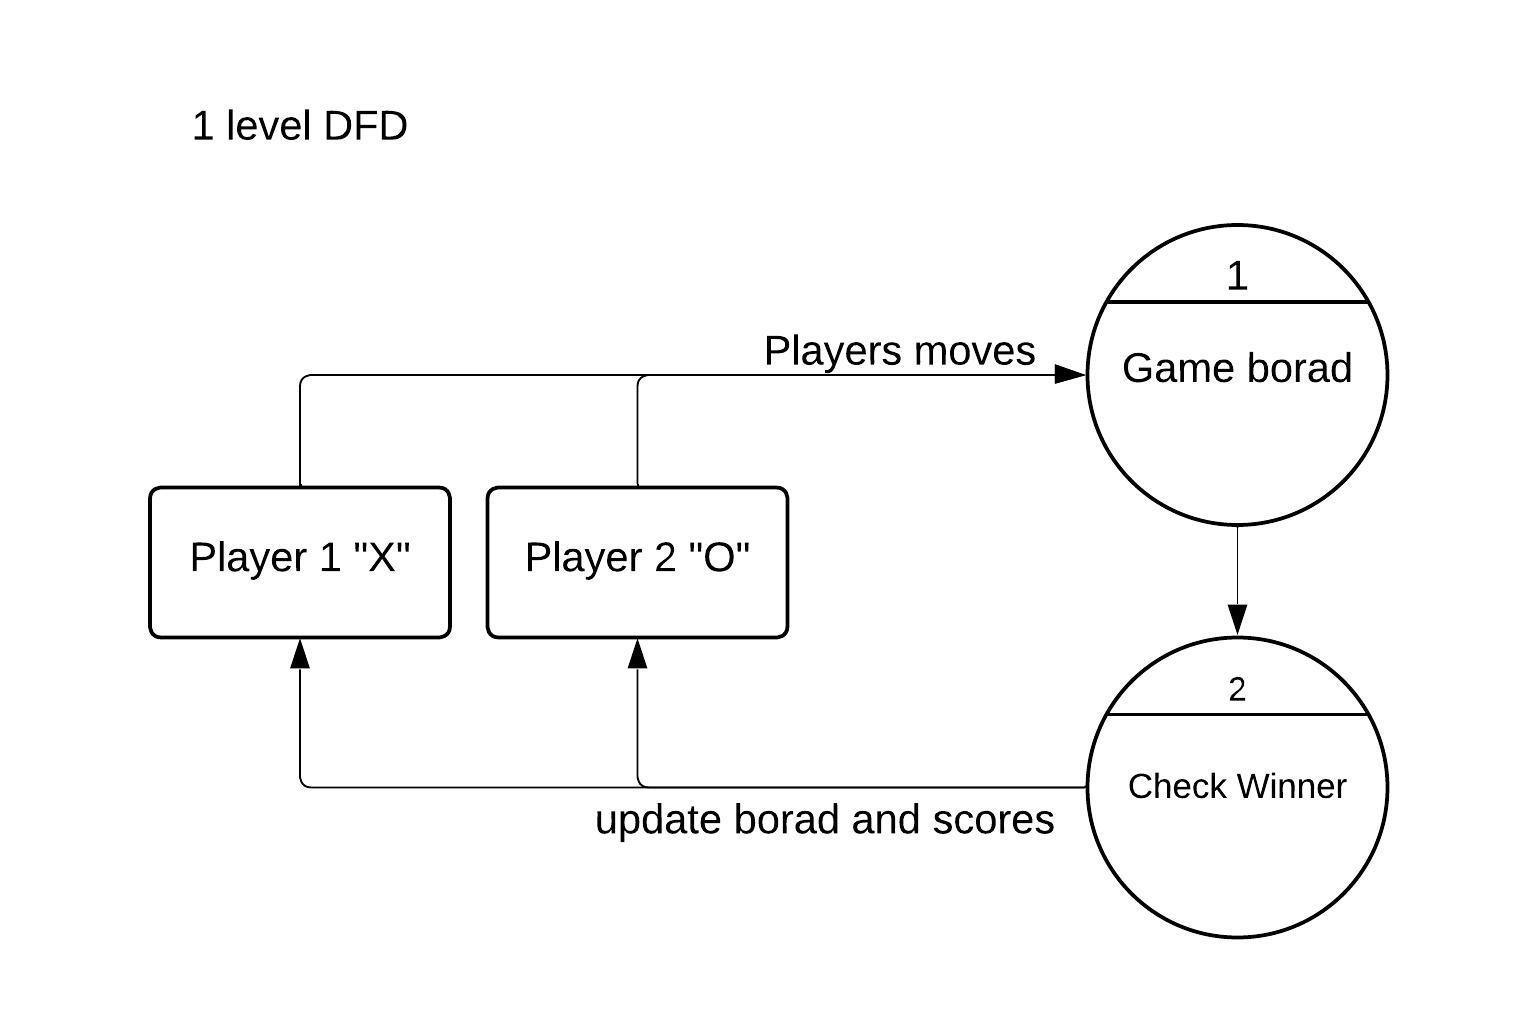 1 level DFD
1
Players moves
Game borad
Player 1 "X"
Player 2 "O"
2
Check Winner
update borad and scores